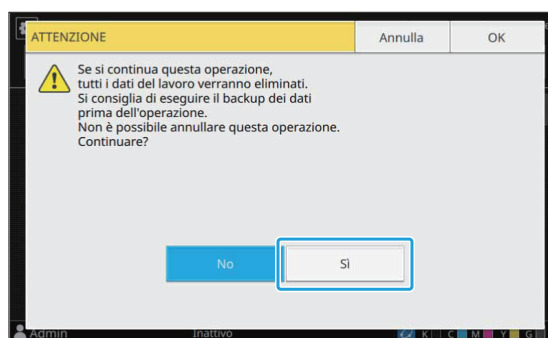 ATTENZIONE
Annulla
OK
Se si continua questa operazione,
tutti i dati del lavoro verranno eliminati.
Si consiglia di eseguire il backup dei dati
prima dell'operazione.
Non è possibile annullare questa operazione.
Continuare?
No
Sì
Admin
Inattivo
K
C
M
Y
G